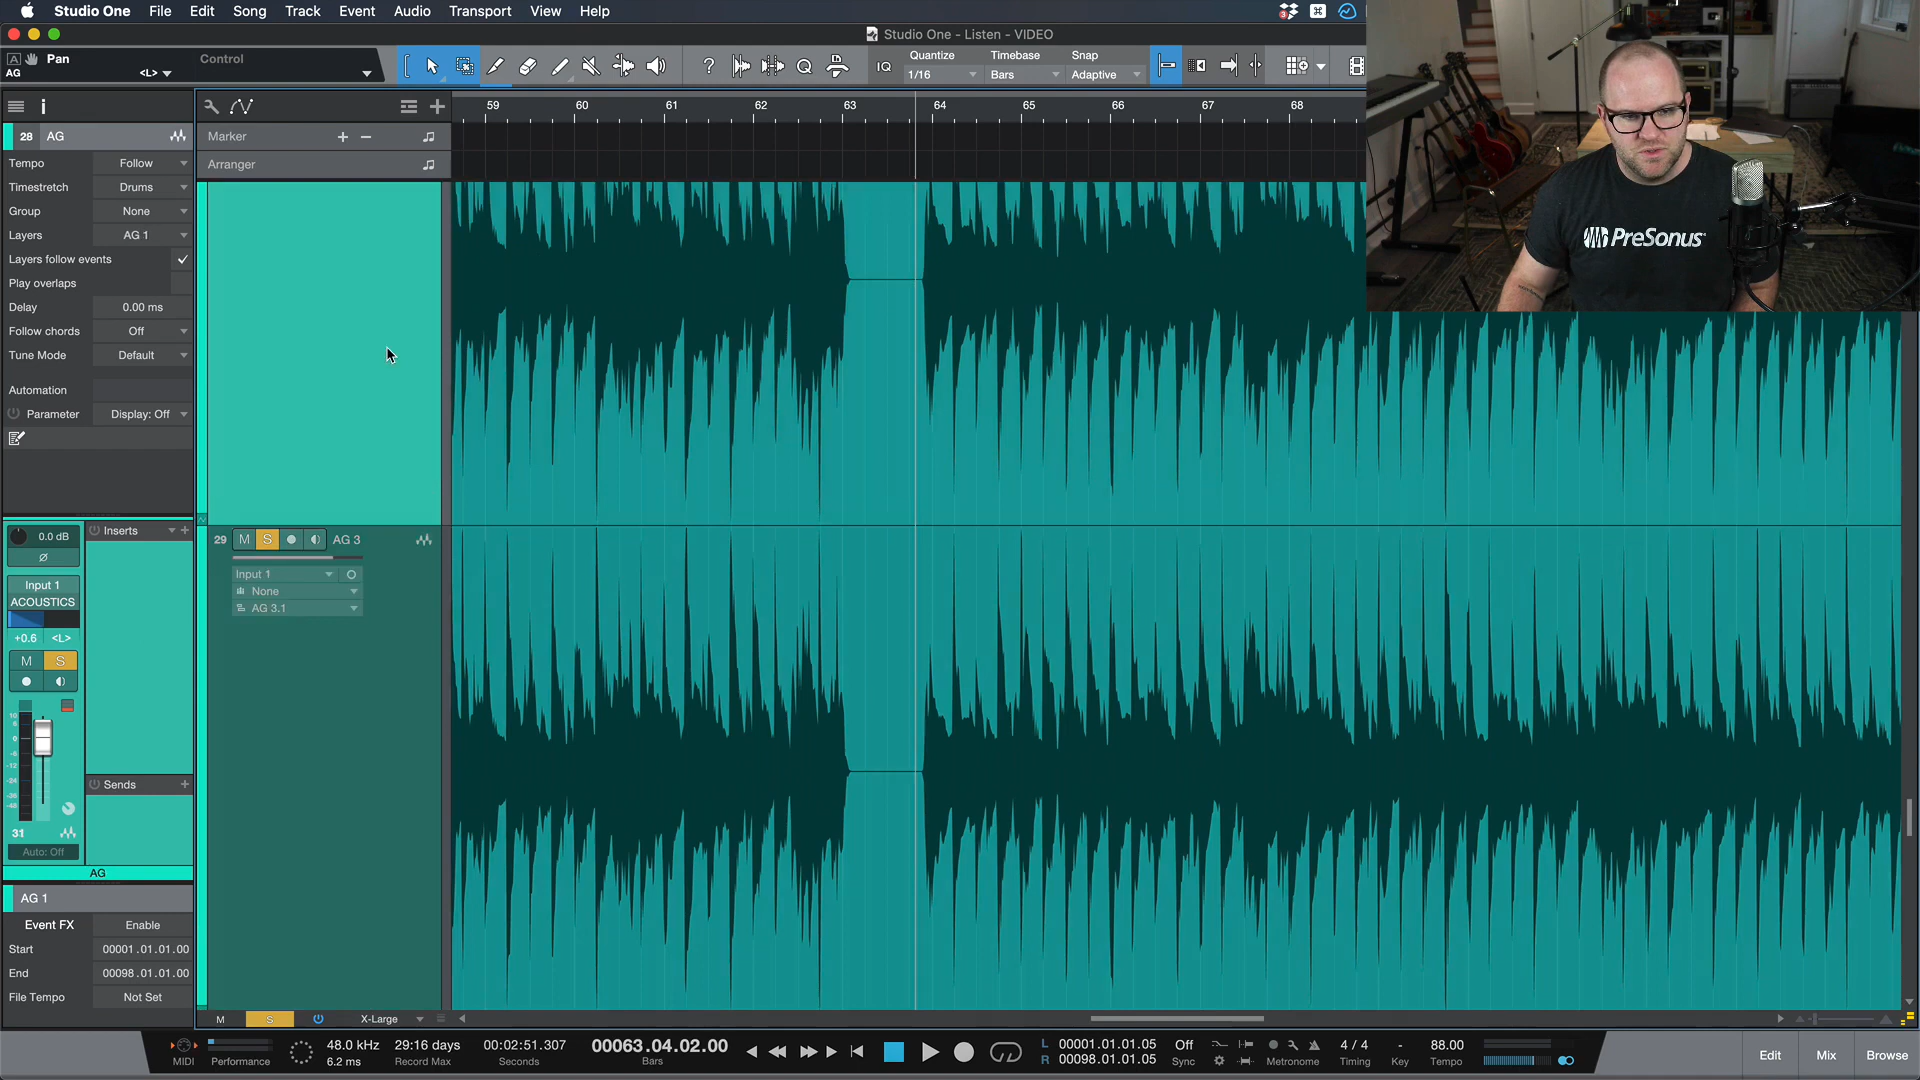 Studio One File Edit Song Track Event Audio Transport View Help
Studio One - Listen - VIDEO
A Pan Control
AG <L>
Quantize Timebase Snap
IQ 1/16 Bars Adaptive
59 60 61 62 63 64 65 66 67 68
28 AG
Marker + −
Tempo Follow
Arranger
Timestretch Drums
Group None
Layers AG 1
Layers follow events
Play overlaps
Delay 0.00 ms
Follow chords Off
Tune Mode Default
Automation
Parameter Display: Off
PreSonus
0.0 dB Inserts
29 M S AG 3
Input 1
None
AG 3.1
Input 1
ACOUSTICS
+0.6 <L>
M S
10
6
0
-6
-12
-24
-36
-48
Sends
31
Auto: Off
AG
AG 1
Event FX Enable
Start 00001.01.01.00
End 00098.01.01.00
File Tempo Not Set
M S X-Large
MIDI Performance
48.0 kHz
6.2 ms
29:16 days
Record Max
00:02:51.307
Seconds
00063.04.02.00
Bars
L 00001.01.01.05
R 00098.01.01.05
Off
Sync
Metronome
4 / 4
Timing
-
Key
88.00
Tempo
Edit Mix Browse